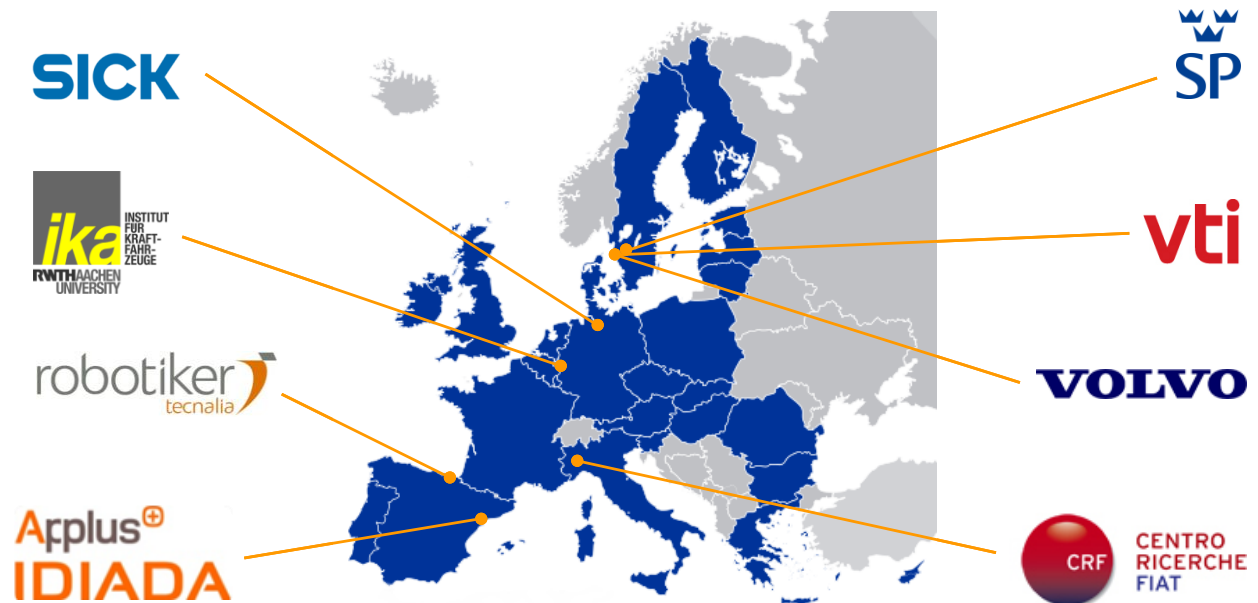 SICK
SP
ika
INSTITUT
FÜR
KRAFT-
FAHR-
ZEUGE
RWTHAACHEN
UNIVERSITY
vti
robotiker
tecnalia
VOLVO
Applus+
IDIADA
CRF
CENTRO
RICERCHE
FIAT